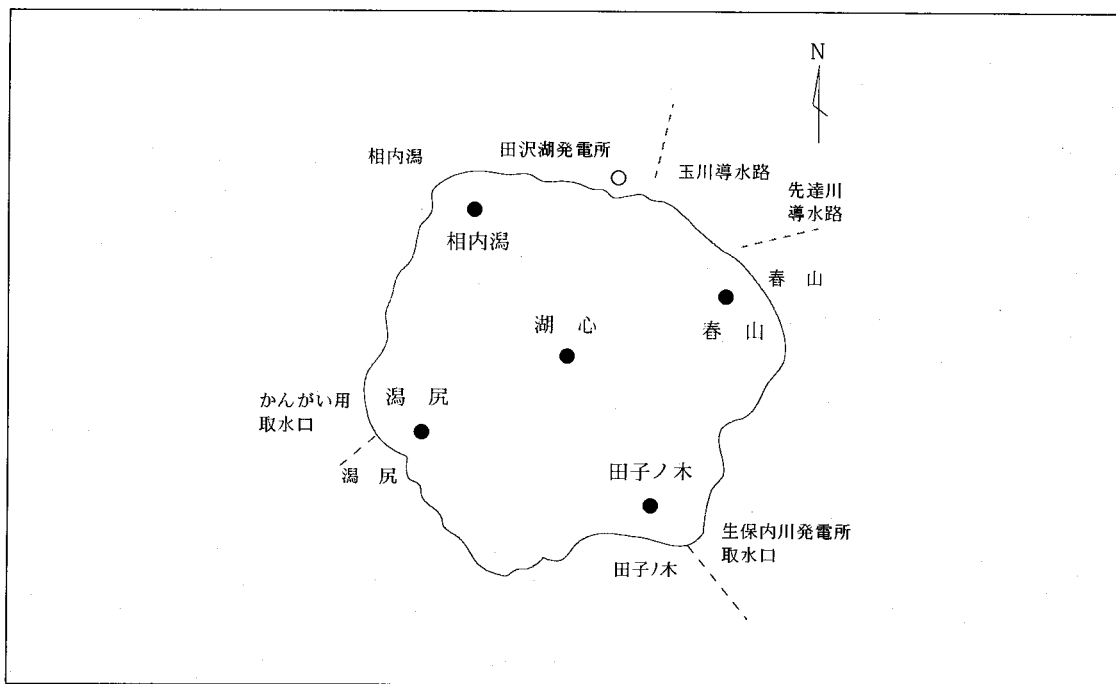 N
相内潟
田沢湖発電所
玉川導水路
先達川
導水路
相内潟
春 山
春 山
湖 心
かんがい用
取水口
潟 尻
潟 尻
田子ノ木
生保内川発電所
取水口
田子ノ木